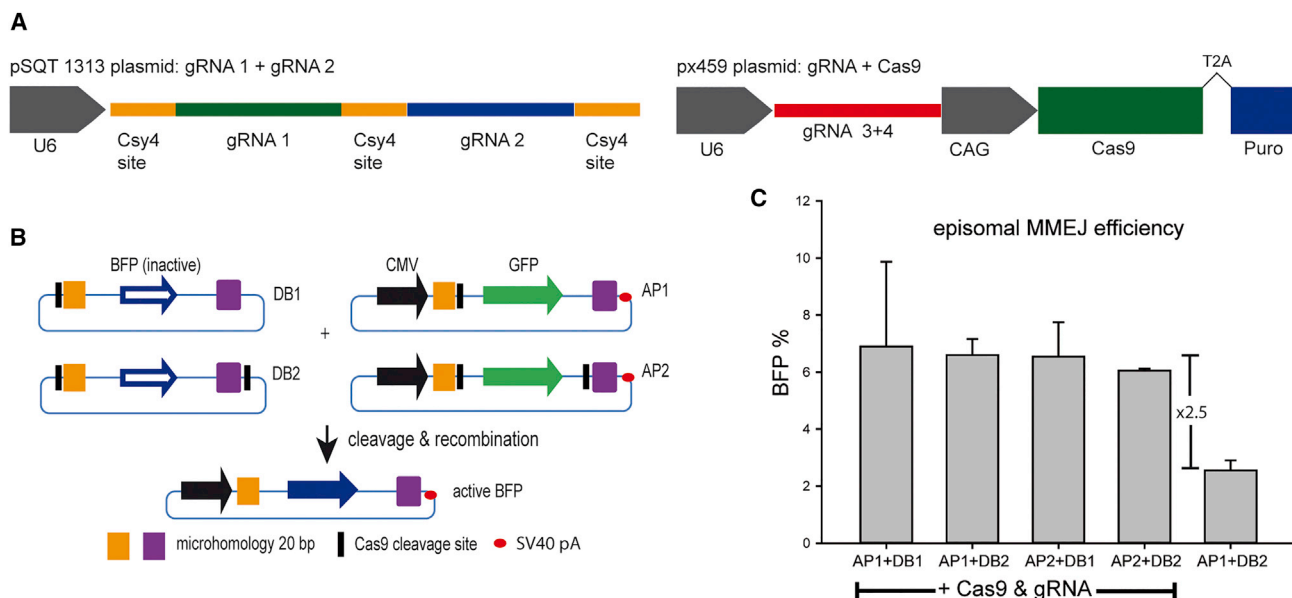 A
pSQT 1313 plasmid: gRNA 1 + gRNA 2
U6
Csy4 site
gRNA 1
Csy4 site
gRNA 2
Csy4 site
px459 plasmid: gRNA + Cas9
T2A
U6
gRNA 3+4
CAG
Cas9
Puro
B
BFP (inactive)
DB1
CMV
GFP
AP1
+
DB2
AP2
cleavage & recombination
active BFP
microhomology 20 bp
Cas9 cleavage site
SV40 pA
C
episomal MMEJ efficiency
BFP %
12
10
8
6
4
2
0
x2.5
AP1+DB1
AP1+DB2
AP2+DB1
AP2+DB2
AP1+DB2
+ Cas9 & gRNA